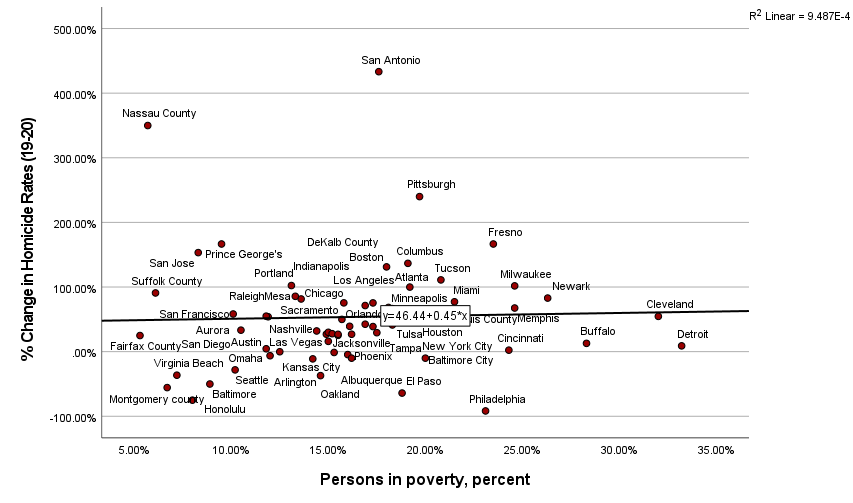 R2 Linear = 9.487E-4
500.00%
San Antonio
400.00%
Nassau County
300.00%
Pittsburgh
200.00%
Fresno
DeKalb County
Columbus
Prince George's
San Jose
Boston
Indianapolis
Tucson
Portland
Suffolk County
Los Angeles
Atlanta
Milwaukee
100.00%
Newark
Miami
Raleigh
Mesa
Chicago
Minneapolis
Cleveland
Sacramento
Orlando
San Francisco
y=46.44+0.45*x
is County
Memphis
Aurora
Nashville
Tulsa
Houston
Buffalo
Detroit
Cincinnati
Fairfax County
San Diego
Austin
Las Vegas
Jacksonville
Tampa
New York City
.00%
Omaha
Phoenix
Baltimore City
Virginia Beach
Kansas City
Seattle
Arlington
Albuquerque
El Paso
Baltimore
Oakland
Montgomery county
Philadelphia
Honolulu
-100.00%
5.00%
10.00%
15.00%
20.00%
25.00%
30.00%
35.00%
Persons in poverty, percent
% Change in Homicide Rates (19-20)